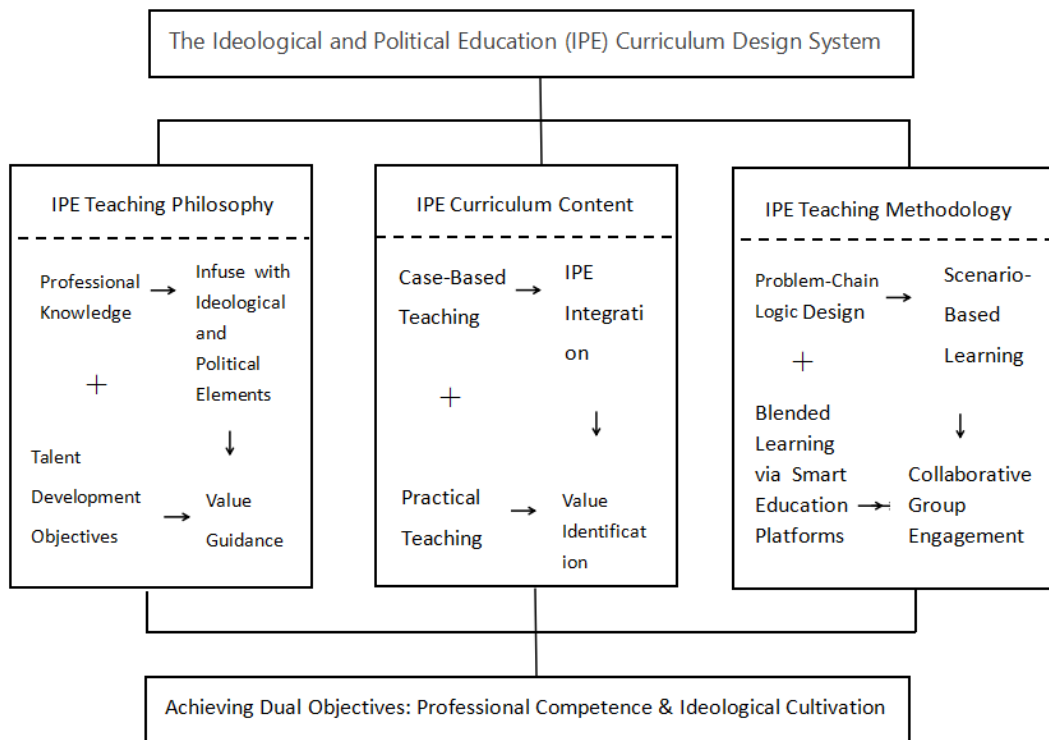 The Ideological and Political Education (IPE) Curriculum Design System
IPE Teaching Philosophy
Professional
Knowledge
→
Infuse with
Ideological
and
Political
Elements
+
↓
Talent
Development
Objectives
→
Value
Guidance
IPE Curriculum Content
Case-Based
Teaching
→
IPE
Integrati
on
+
↓
Practical
Teaching
→
Value
Identificat
ion
IPE Teaching Methodology
Problem-Chain
Logic Design
→
Scenario-
Based
Learning
+
↓
Blended
Learning
via Smart
Education
Platforms
→
Collaborative
Group
Engagement
Achieving Dual Objectives: Professional Competence & Ideological Cultivation